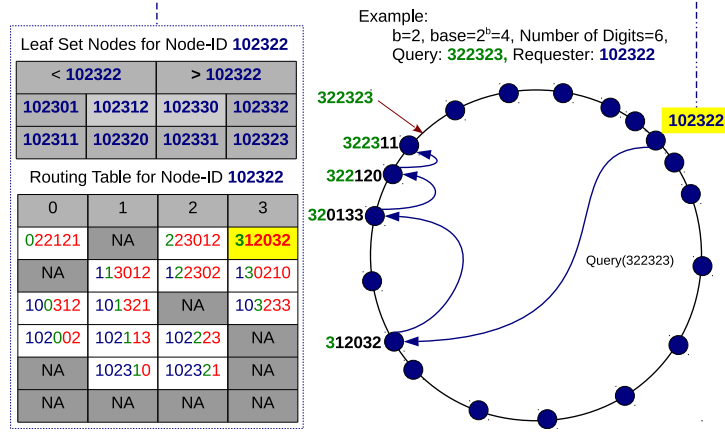 Example:
b=2, base=2ᵇ=4, Number of Digits=6,
Query: 322323, Requester: 102322
Leaf Set Nodes for Node-ID 102322
< 102322 > 102322
102301 102312 102330 102332
102311 102320 102331 102323
Routing Table for Node-ID 102322
0 1 2 3
022121 NA 223012 312032
NA 113012 122302 130210
100312 101321 NA 103233
102002 102113 102223 NA
NA 102310 102321 NA
NA NA NA NA
322323
322311
322120
320133
312032
102322
Query(322323)